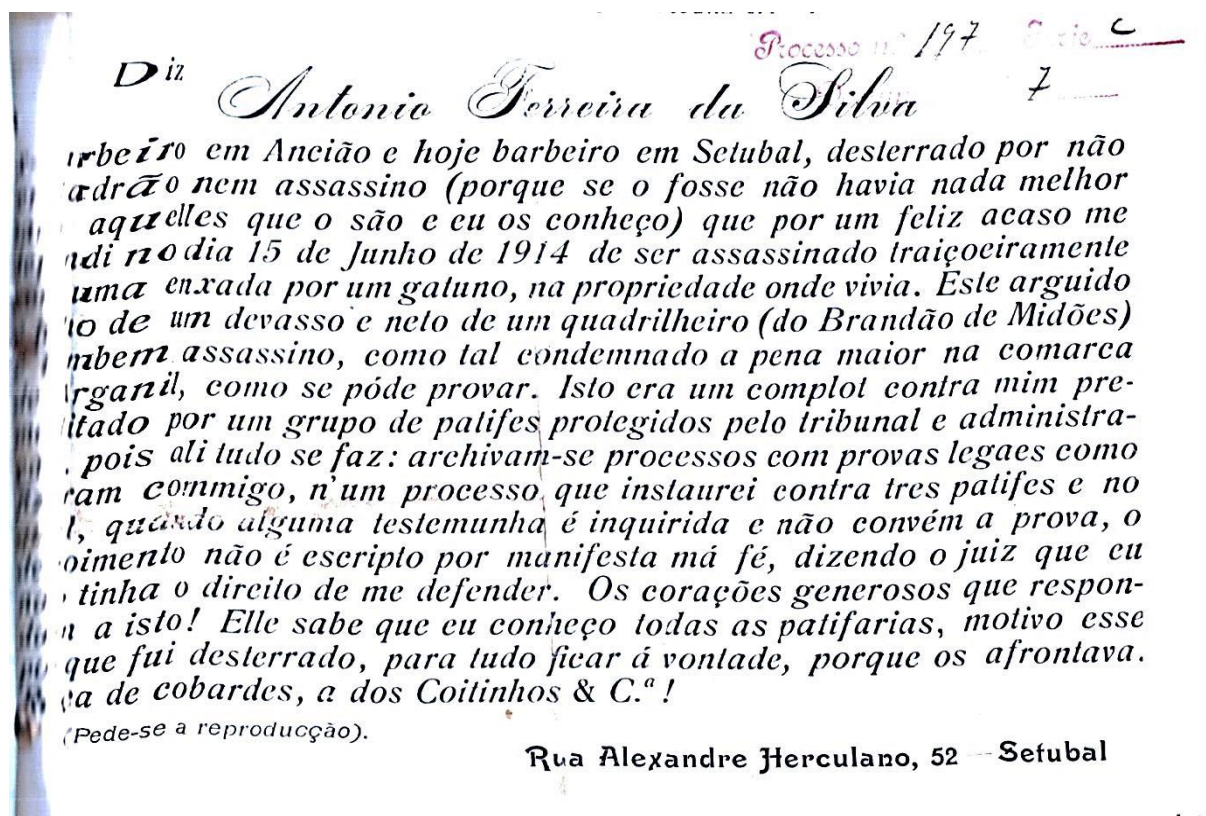 Processo n.º 197 Serie C
7
Diz
Antonio Ferreira da Silva
rbeiro em Ancião e hoje barbeiro em Setubal, desterrado por não
adrão nem assassino (porque se o fosse não havia nada melhor
aquelles que o são e eu os conheço) que por um feliz acaso me
ndi no dia 15 de Junho de 1914 de ser assassinado traiçoeiramente
uma enxada por um gatuno, na propriedade onde vivia. Este arguido
o de um devasso e neto de um quadrilheiro (do Brandão de Midões)
mbem assassino, como tal condemnado a pena maior na comarca
rganil, como se póde provar. Isto era um complot contra mim pre-
itado por um grupo de patifes protegidos pelo tribunal e administra-
, pois ali tudo se faz: archivam-se processos com provas legaes como
ram commigo, n'um processo que instaurei contra tres patifes e no
l, quando alguma testemunha é inquirida e não convém a prova, o
oimento não é escripto por manifesta má fé, dizendo o juiz que eu
tinha o direito de me defender. Os corações generosos que respon-
n a isto! Elle sabe que eu conheço todas as patifarias, motivo esse
que fui desterrado, para tudo ficar á vontade, porque os afrontava.
ça de cobardes, a dos Coitinhos & C.ª!
(Pede-se a reproducção).
Rua Alexandre Herculano, 52 — Setubal